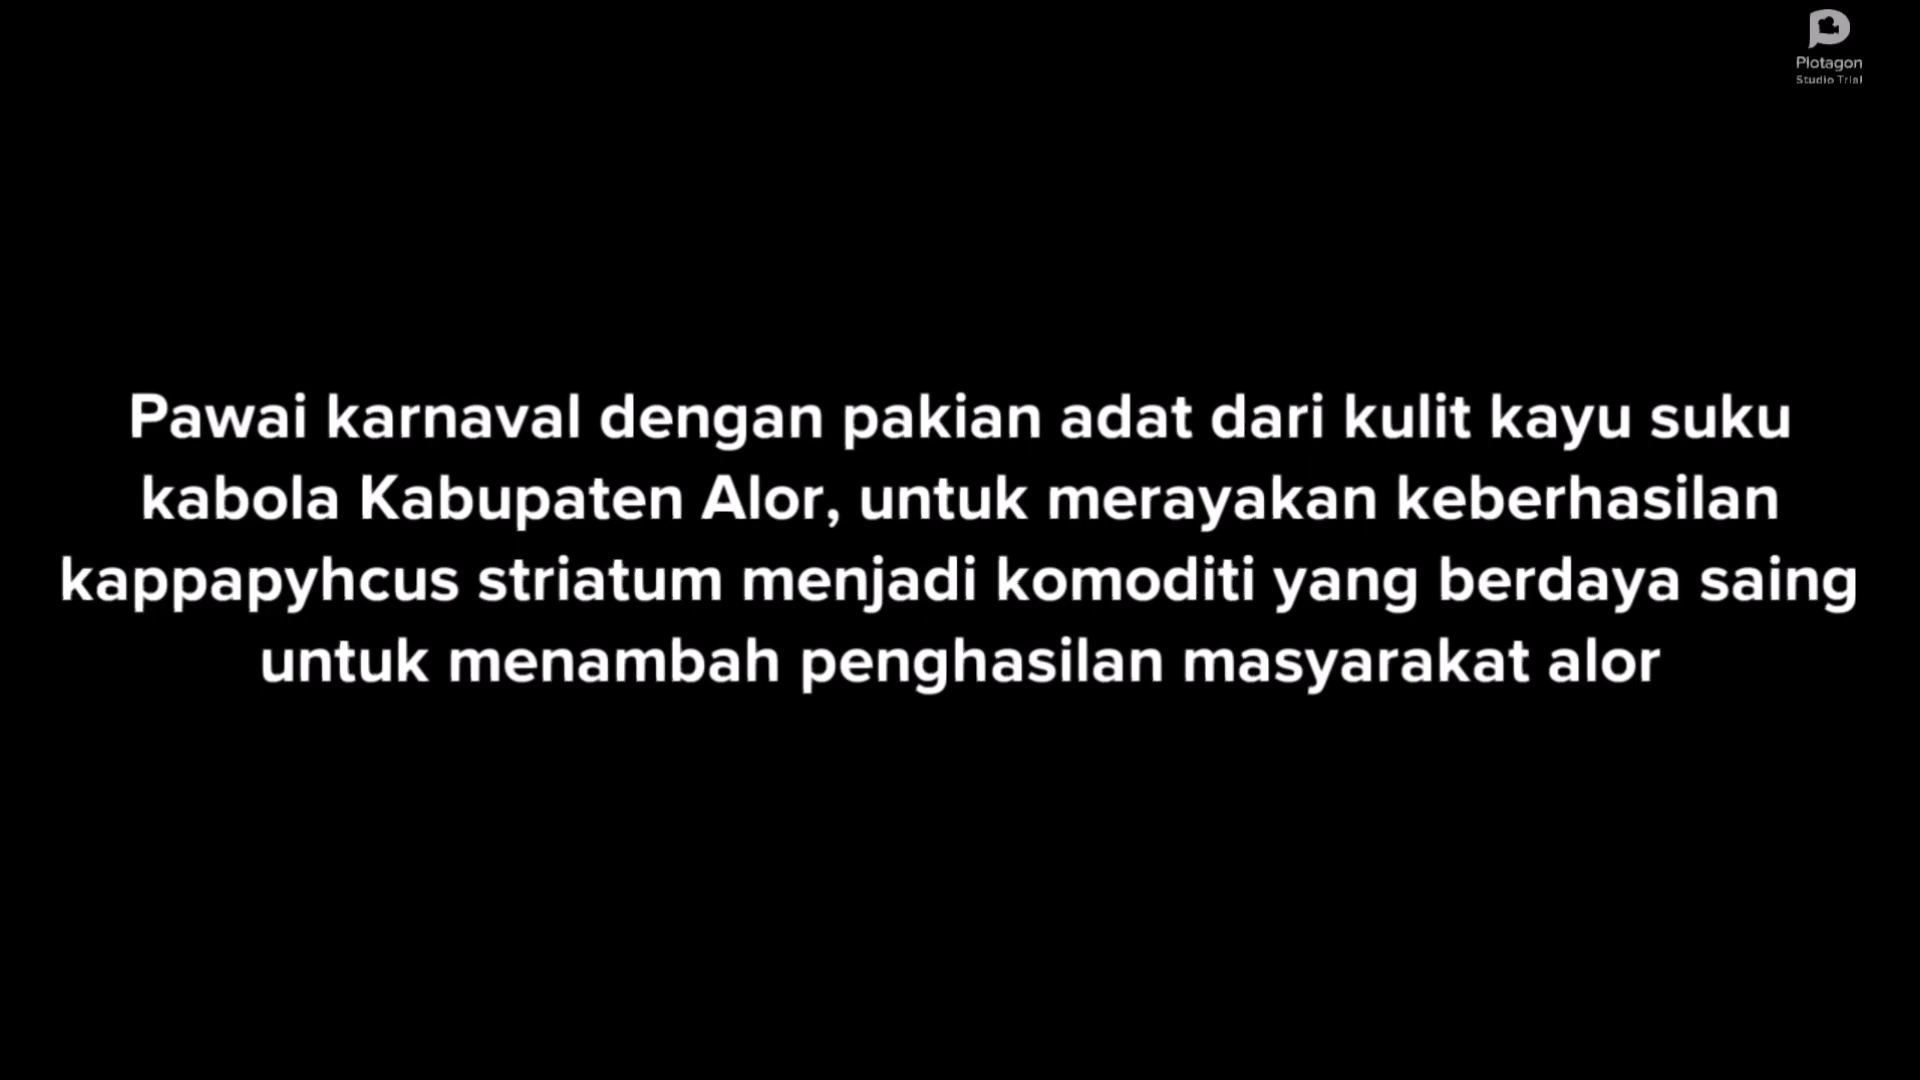 Plotagon
Studio Trial
Pawai karnaval dengan pakian adat dari kulit kayu suku
kabola Kabupaten Alor, untuk merayakan keberhasilan
kappapyhcus striatum menjadi komoditi yang berdaya saing
untuk menambah penghasilan masyarakat alor